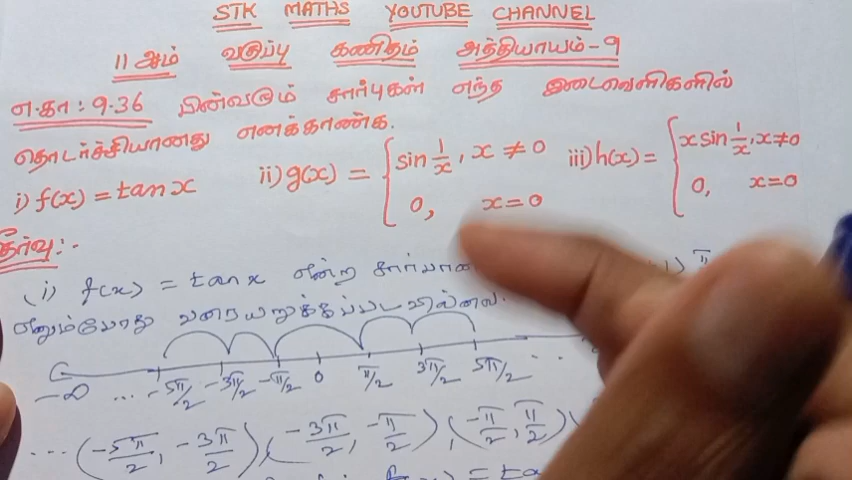 STK MATHS YOUTUBE CHANNEL
11 ஆம் வகுப்பு கணிதம் அத்தியாயம்-9
எ.கா : 9.36 பின்வரும் சார்புகள் எந்த இடைவெளிகளில்
தொடர்ச்சியானது எனக்காண்க.
i) f(x) = tan x ii) g(x) = { sin 1/x, x ≠ 0 iii) h(x) = { x sin 1/x, x≠0
0, x=0 0, x=0
தீர்வு:-
(i) f(x) = tan x என்ற π
எனும்போது வரையறுக்கப்படவில்லை.
-∞ ... -5π/2 -3π/2 -π/2 0 π/2 3π/2 5π/2 ...
... (-5π/2, -3π/2), (-3π/2, -π/2), (-π/2, π/2) (